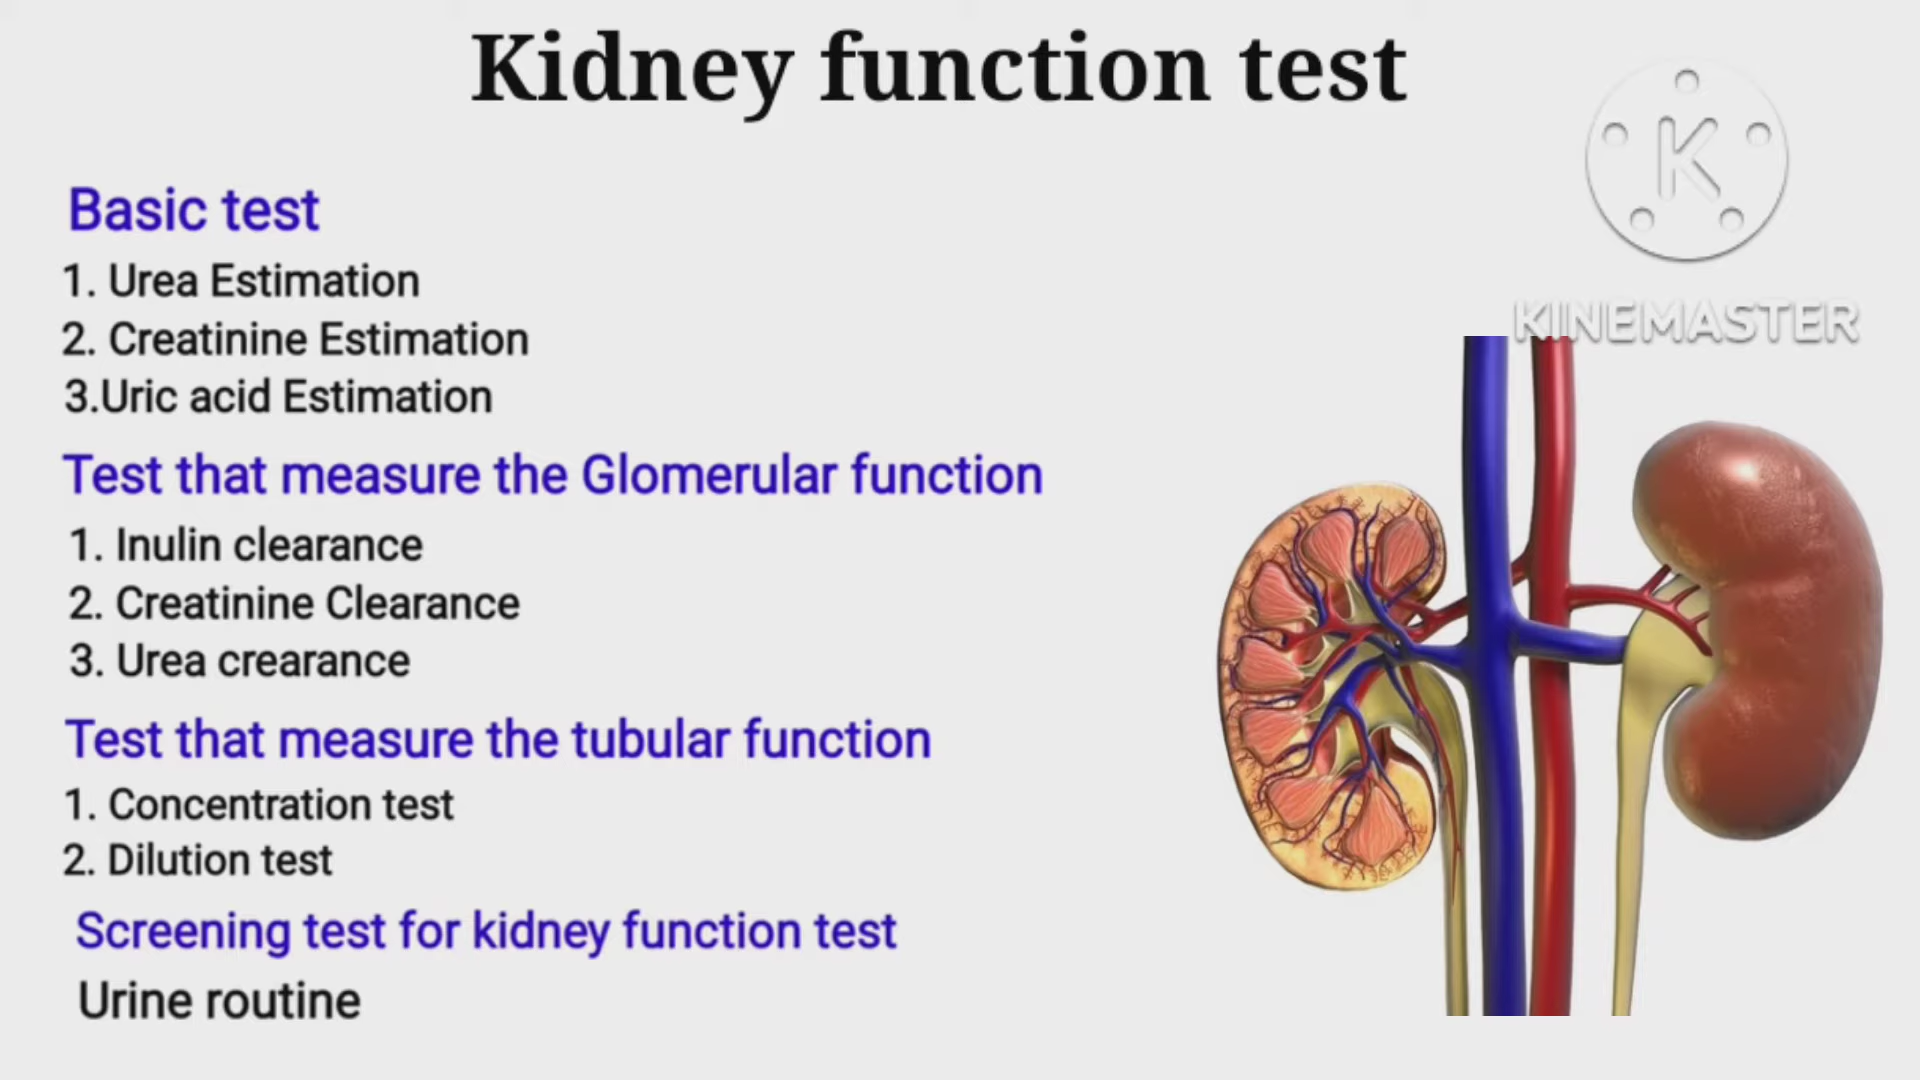 Kidney function test
K
KINEMASTER
Basic test
1. Urea Estimation
2. Creatinine Estimation
3.Uric acid Estimation
Test that measure the Glomerular function
1. Inulin clearance
2. Creatinine Clearance
3. Urea crearance
Test that measure the tubular function
1. Concentration test
2. Dilution test
Screening test for kidney function test
Urine routine